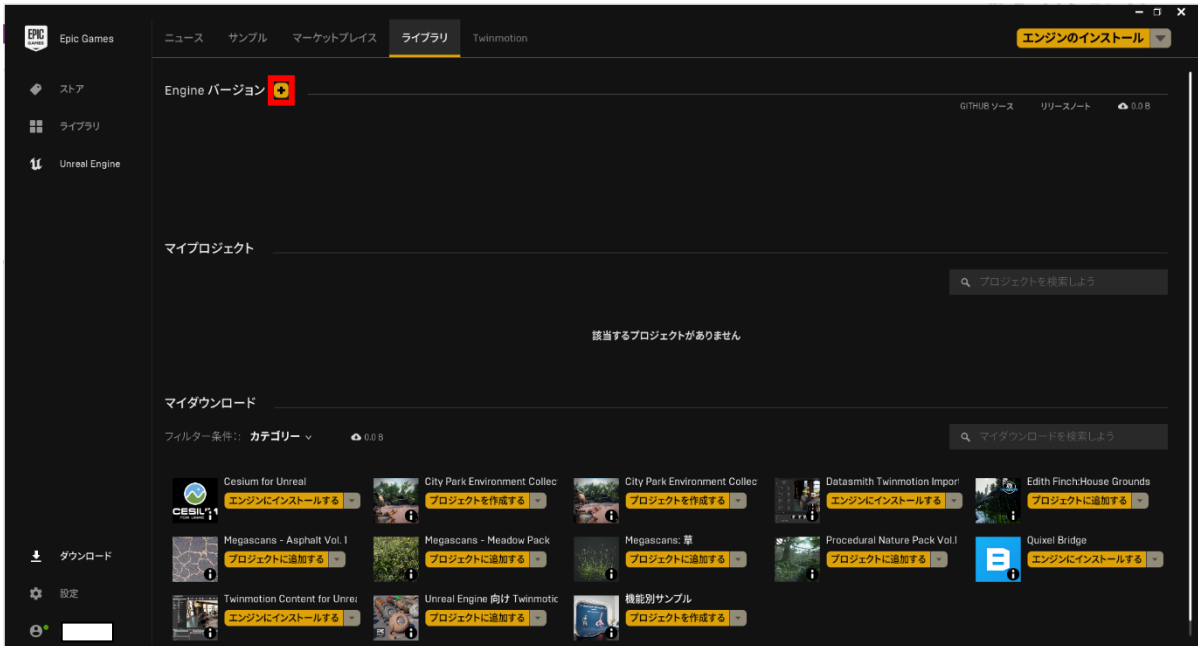 EPIC GAMES
Epic Games
ニュース サンプル マーケットプレイス ライブラリ Twinmotion
エンジンのインストール
ストア
ライブラリ
Unreal Engine
Engine バージョン
GITHUB ソース リリースノート 0.0 B
マイプロジェクト
プロジェクトを検索しよう
該当するプロジェクトがありません
マイダウンロード
フィルター条件:: カテゴリー 0.0 B
マイダウンロードを検索しよう
Cesium for Unreal
エンジンにインストールする
City Park Environment Collec
プロジェクトを作成する
City Park Environment Collec
プロジェクトを作成する
Datasmith Twinmotion Import
エンジンにインストールする
Edith Finch:House Grounds
プロジェクトに追加する
Megascans - Asphalt Vol. 1
プロジェクトに追加する
Megascans - Meadow Pack
プロジェクトに追加する
Megascans: 草
プロジェクトに追加する
Procedural Nature Pack Vol.1
プロジェクトに追加する
Quixel Bridge
エンジンにインストールする
Twinmotion Content for Unrea
エンジンにインストールする
Unreal Engine 向け Twinmotic
プロジェクトに追加する
機能別サンプル
プロジェクトを作成する
ダウンロード
設定